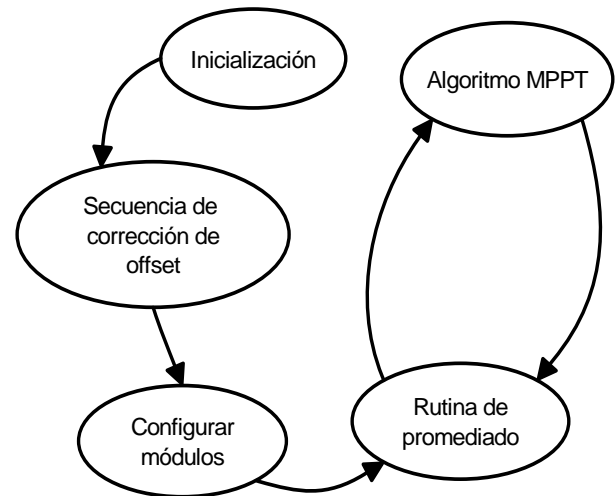 Inicialización
Algoritmo MPPT
Secuencia de
corrección de
offset
Configurar
módulos
Rutina de
promediado